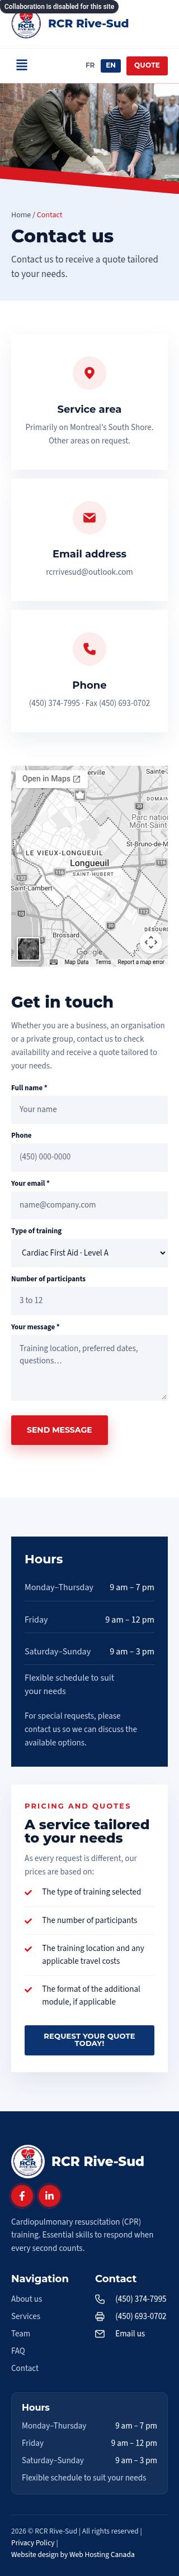 Collaboration is disabled for this site
RCR Rive-Sud
FR EN QUOTE
Home / Contact
Contact us
Contact us to receive a quote tailored
to your needs.
Service area
Primarily on Montreal's South Shore.
Other areas on request.
Email address
rcrrivesud@outlook.com
Phone
(450) 374-7995 · Fax (450) 693-0702
Open in Maps
LE VIEUX-LONGUEUIL
Longueuil
SAINT-HUBERT
Saint-Lambert
Brossard
Parc nation
Mont-Saint-
St-Bruno-de-M
Google
Map Data Terms Report a map error
Get in touch
Whether you are a business, an organisation
or a private group, contact us to check
availability and receive a quote tailored to
your needs.
Full name *
Your name
Phone
(450) 000-0000
Your email *
name@company.com
Type of training
Cardiac First Aid · Level A
Number of participants
3 to 12
Your message *
Training location, preferred dates,
questions…
SEND MESSAGE
Hours
Monday–Thursday 9 am – 7 pm
Friday 9 am – 12 pm
Saturday–Sunday 9 am – 3 pm
Flexible schedule to suit
your needs
For special requests, please
contact us so we can discuss the
available options.
PRICING AND QUOTES
A service tailored
to your needs
As every request is different, our
prices are based on:
The type of training selected
The number of participants
The training location and any
applicable travel costs
The format of the additional
module, if applicable
REQUEST YOUR QUOTE
TODAY!
RCR Rive-Sud
Cardiopulmonary resuscitation (CPR)
training. Essential skills to respond when
every second counts.
Navigation
About us
Services
Team
FAQ
Contact
Contact
(450) 374-7995
(450) 693-0702
Email us
Hours
Monday–Thursday 9 am – 7 pm
Friday 9 am – 12 pm
Saturday–Sunday 9 am – 3 pm
Flexible schedule to suit your needs
2026 © RCR Rive-Sud | All rights reserved |
Privacy Policy |
Website design by Web Hosting Canada